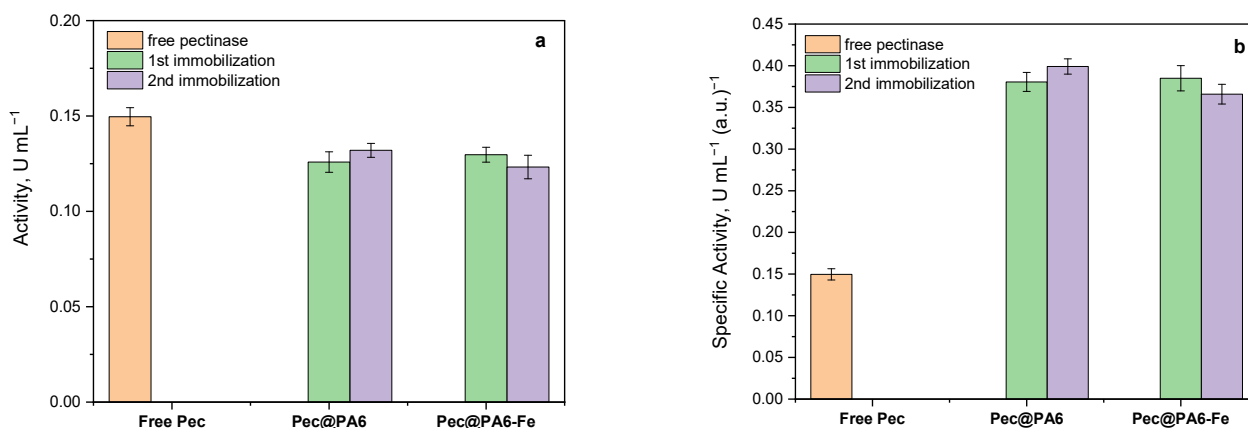 0.20
0.15
0.10
0.05
0.00
Activity, U mL⁻¹
free pectinase
1st immobilization
2nd immobilization
a
Free Pec
Pec@PA6
Pec@PA6-Fe
0.45
0.40
0.35
0.30
0.25
0.20
0.15
0.10
0.05
0.00
Specific Activity, U mL⁻¹ (a.u.)⁻¹
free pectinase
1st immobilization
2nd immobilization
b
Free Pec
Pec@PA6
Pec@PA6-Fe